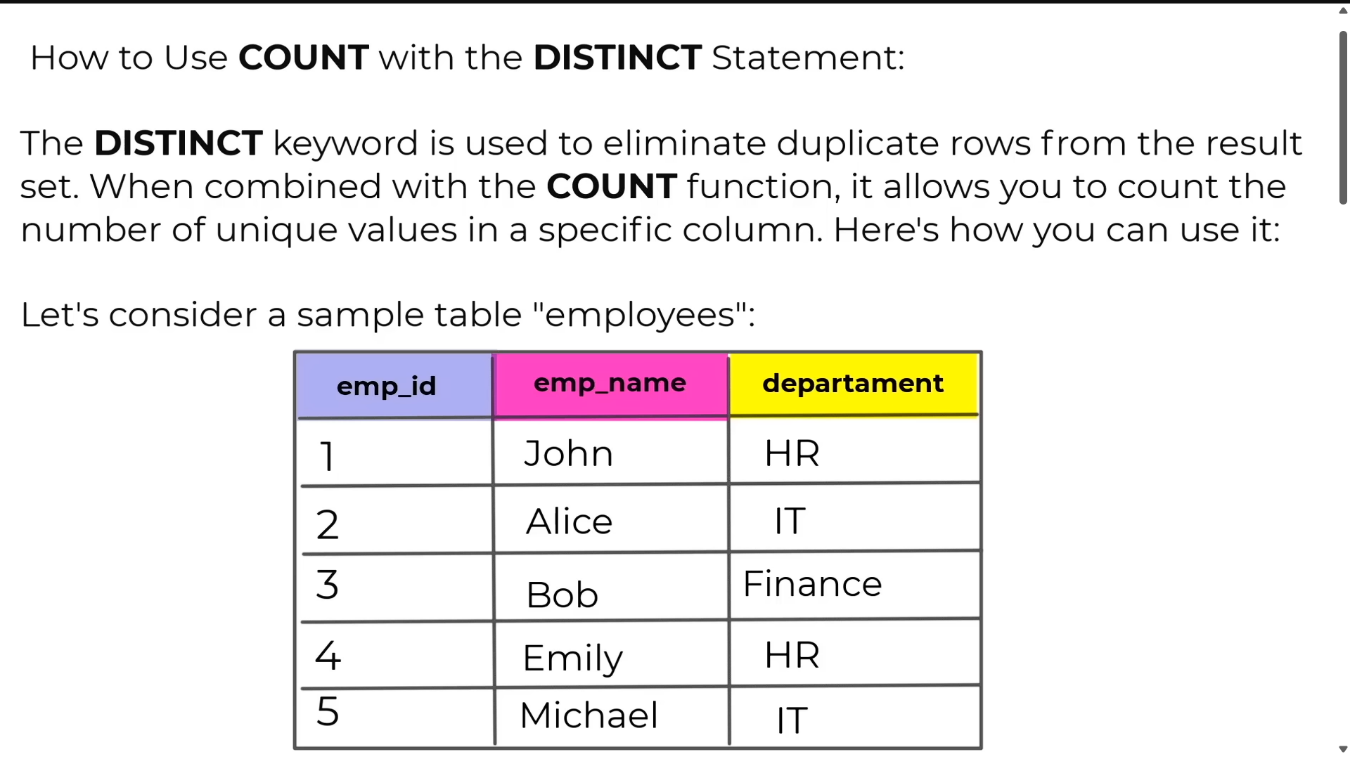 How to Use COUNT with the DISTINCT Statement:
The DISTINCT keyword is used to eliminate duplicate rows from the result
set. When combined with the COUNT function, it allows you to count the
number of unique values in a specific column. Here's how you can use it:
Let's consider a sample table "employees":
emp_id emp_name departament
1 John HR
2 Alice IT
3 Bob Finance
4 Emily HR
5 Michael IT